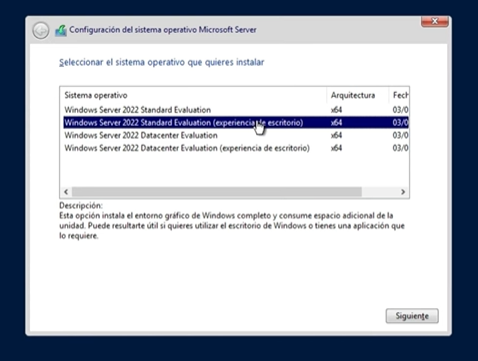 Configuración del sistema operativo Microsoft Server
Seleccionar el sistema operativo que quieres instalar
Sistema operativo Arquitectura Fech
Windows Server 2022 Standard Evaluation x64 03/0
Windows Server 2022 Standard Evaluation (experiencia de escritorio) x64 03/0
Windows Server 2022 Datacenter Evaluation x64 03/0
Windows Server 2022 Datacenter Evaluation (experiencia de escritorio) x64 03/0
Descripción:
Esta opción instala el entorno gráfico de Windows completo y consume espacio adicional de la
unidad. Puede resultarte útil si quieres utilizar el escritorio de Windows o tienes una aplicación que
lo requiere.
Siguiente